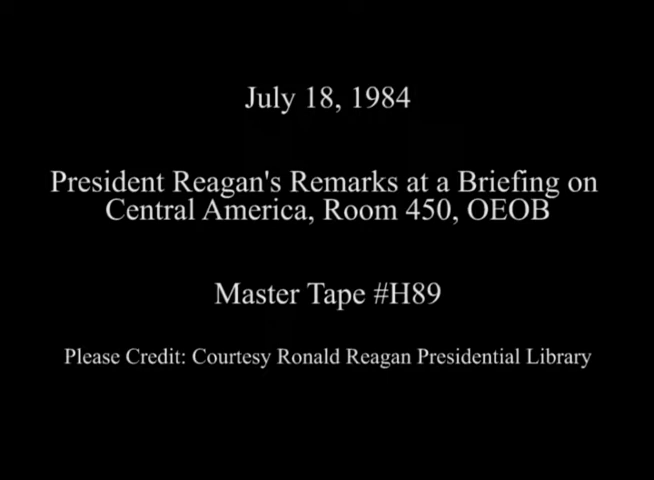 July 18, 1984
President Reagan's Remarks at a Briefing on
Central America, Room 450, OEOB
Master Tape #H89
Please Credit: Courtesy Ronald Reagan Presidential Library